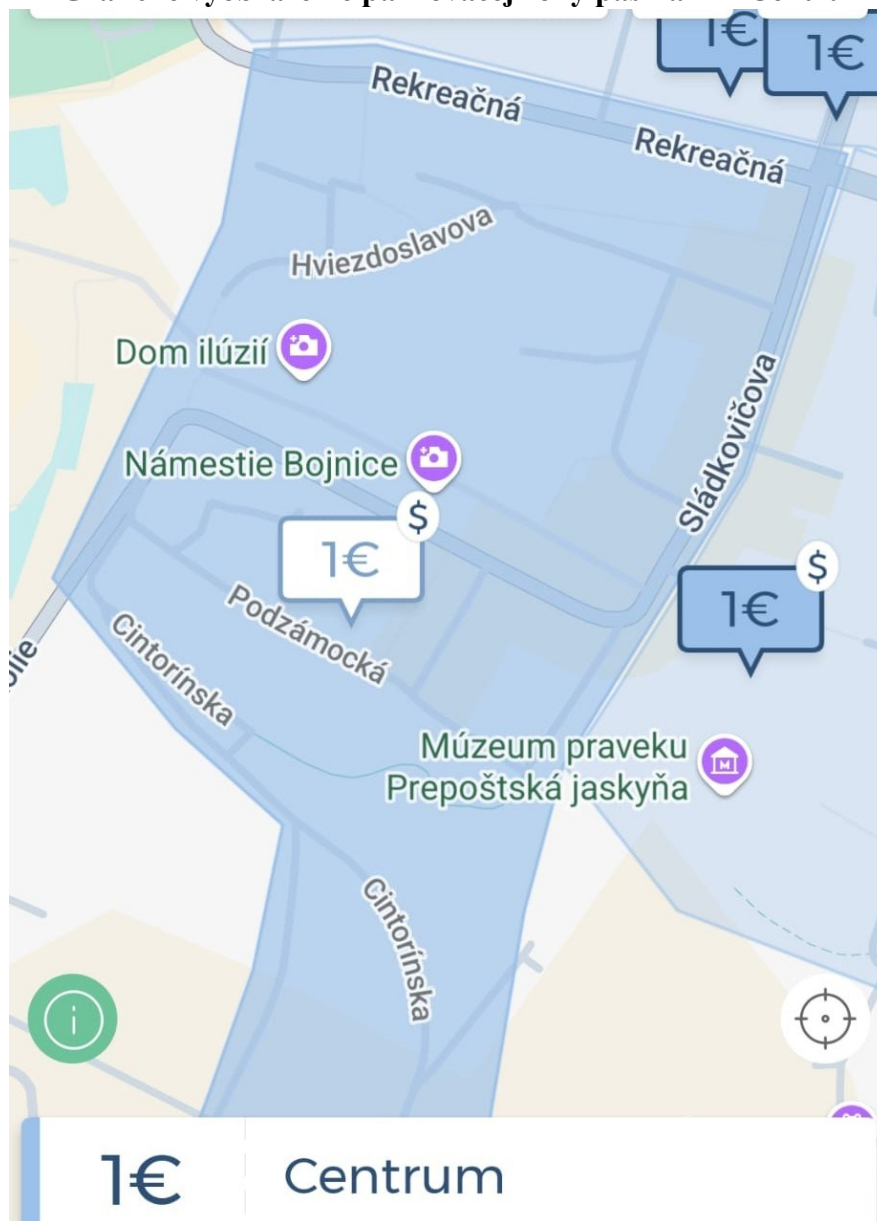 1€
1€
Rekreačná
Rekreačná
Hviezdoslavova
Dom ilúzií
Sládkovičova
Námestie Bojnice
$
1€
$
1€
Podzámocká
Cintorínska
Múzeum praveku
Prepoštská jaskyňa
Cintorínska
i
1€ Centrum